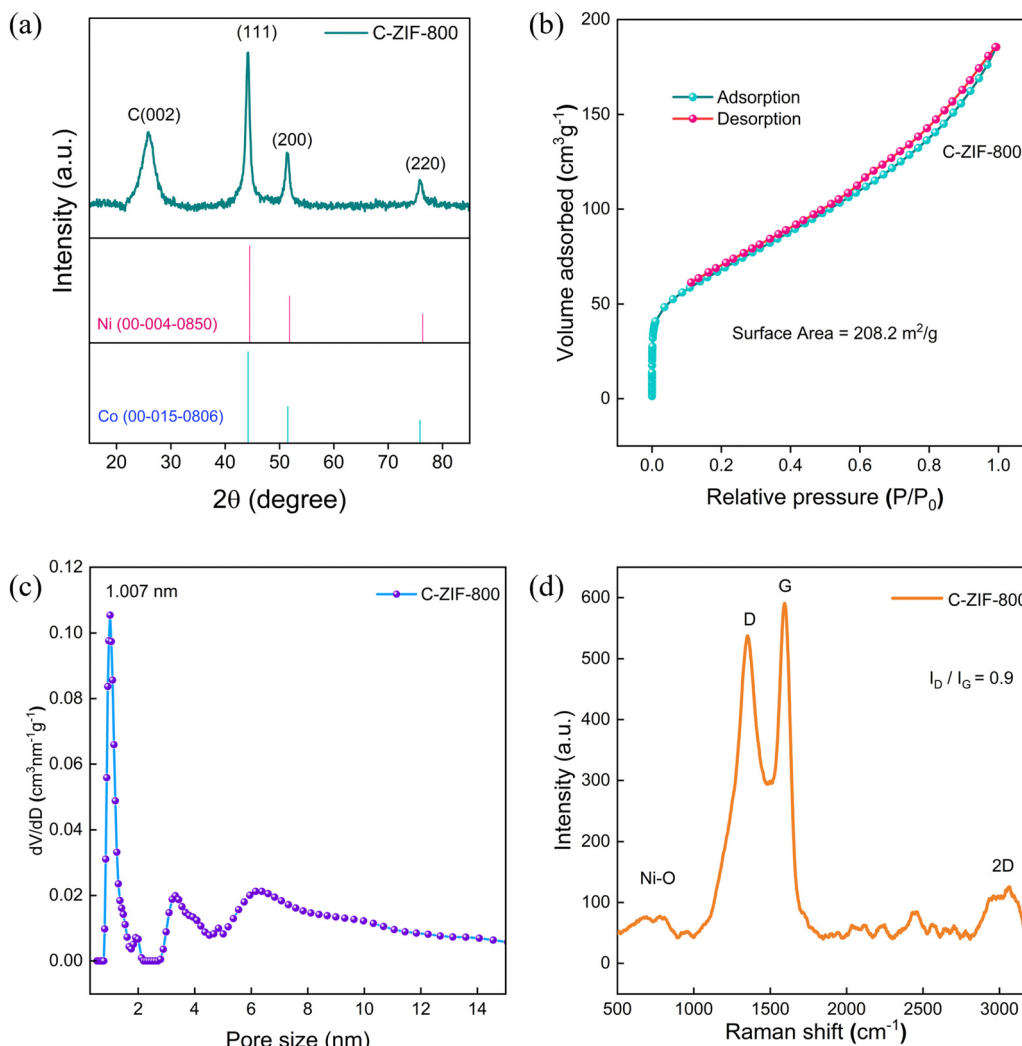 (a)
C-ZIF-800
(111)
C(002)
(200)
(220)
Intensity (a.u.)
Ni (00-004-0850)
Co (00-015-0806)
20 30 40 50 60 70 80
2θ (degree)
(b)
200
150
100
50
0
Volume adsorbed (cm³g⁻¹)
Adsorption
Desorption
C-ZIF-800
Surface Area = 208.2 m²/g
0.0 0.2 0.4 0.6 0.8 1.0
Relative pressure (P/P₀)
(c)
0.12
0.10
0.08
0.06
0.04
0.02
0.00
dV/dD (cm³nm⁻¹g⁻¹)
1.007 nm
C-ZIF-800
2 4 6 8 10 12 14
Pore size (nm)
(d)
600
500
400
300
200
100
0
Intensity (a.u.)
G
D
C-ZIF-800
I_D / I_G = 0.9
Ni-O
2D
500 1000 1500 2000 2500 3000
Raman shift (cm⁻¹)